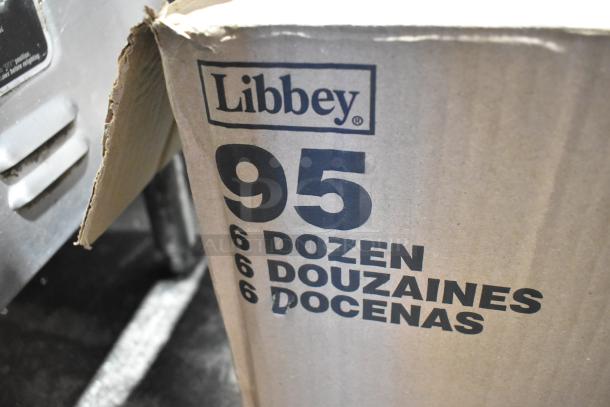 Libbey®
95
6 DOZEN
6 DOUZAINES
6 DOCENAS